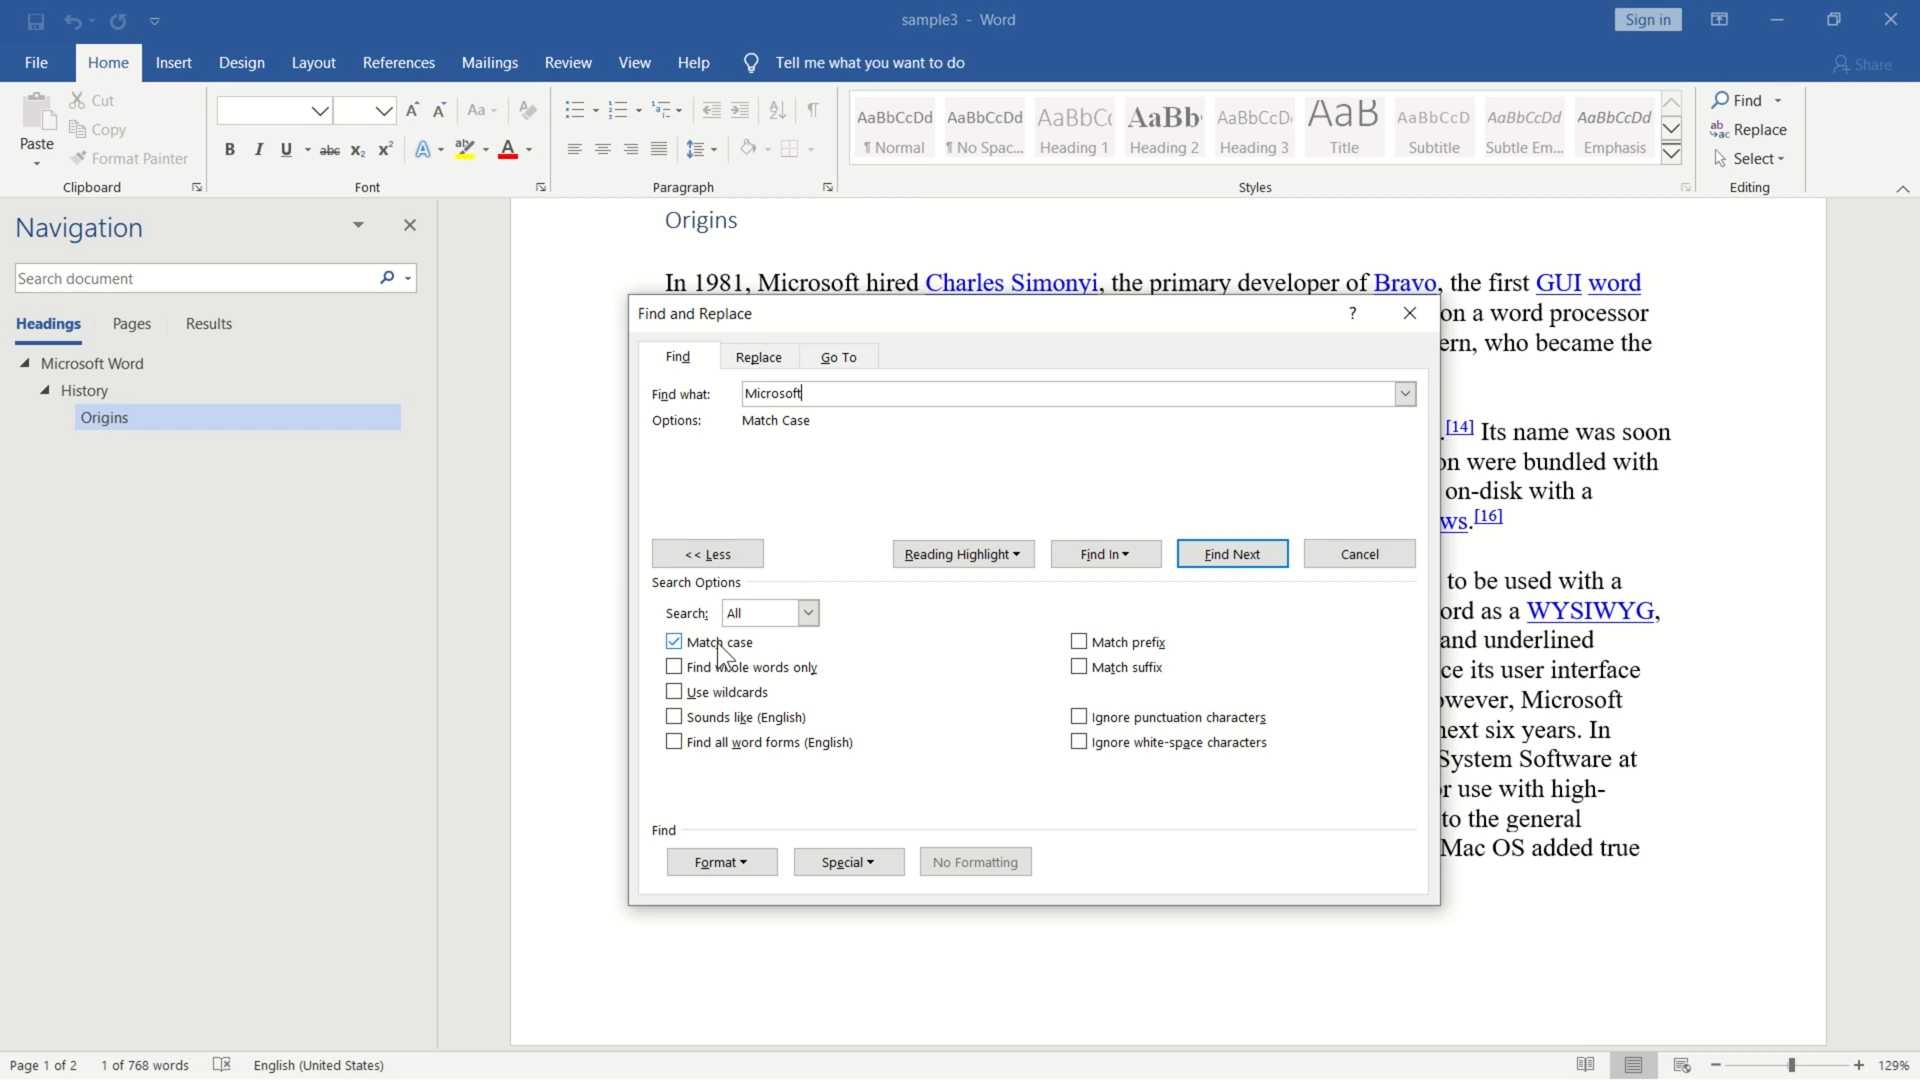 sample3 - Word
Sign in
File Home Insert Design Layout References Mailings Review View Help Tell me what you want to do
Share
Paste
Cut
Copy
Format Painter
Clipboard
Aa
B I U abc X₂ X² A ab A
Font
Paragraph
AaBbCcDd AaBbCcDd AaBbC AaBb AaBbCcD AaB AaBbCcD AaBbCcDd AaBbCcDd
¶ Normal ¶ No Spac... Heading 1 Heading 2 Heading 3 Title Subtitle Subtle Em... Emphasis
Styles
Find
Replace
Select
Editing
Navigation
Search document
Headings Pages Results
Microsoft Word
History
Origins
Origins
In 1981, Microsoft hired Charles Simonyi, the primary developer of Bravo, the first GUI word
on a word processor
ern, who became the
.[14] Its name was soon
on were bundled with
on-disk with a
ws.[16]
to be used with a
ord as a WYSIWYG,
and underlined
ce its user interface
owever, Microsoft
next six years. In
System Software at
or use with high-
to the general
Mac OS added true
Find and Replace ?
Find Replace Go To
Find what: Microsoft
Options: Match Case
<< Less Reading Highlight Find In Find Next Cancel
Search Options
Search: All
Match case Match prefix
Find whole words only Match suffix
Use wildcards
Sounds like (English) Ignore punctuation characters
Find all word forms (English) Ignore white-space characters
Find
Format Special No Formatting
Page 1 of 2 1 of 768 words English (United States) 129%